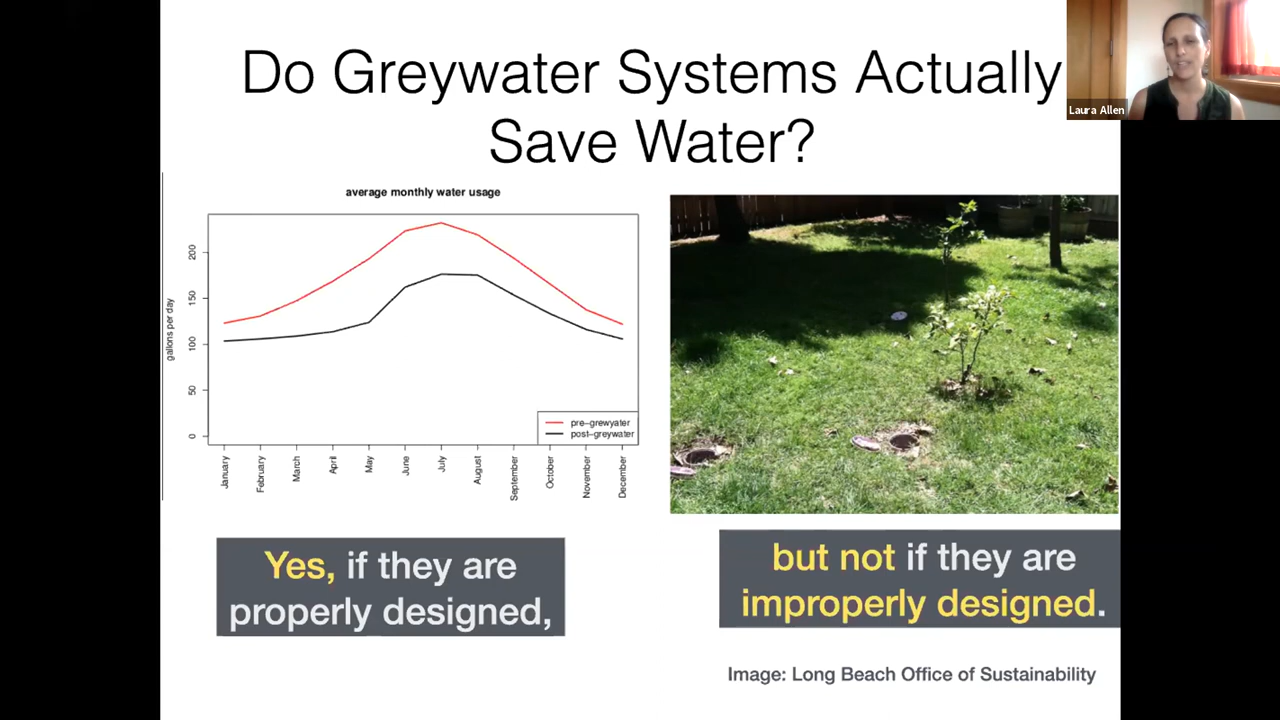 Do Greywater Systems Actually
Save Water?
Laura Allen
average monthly water usage
gallons per day
200
150
100
50
0
pre-grewyater
post-greywater
January
February
March
April
May
June
July
August
September
October
November
December
Yes, if they are
properly designed,
but not if they are
improperly designed.
Image: Long Beach Office of Sustainability